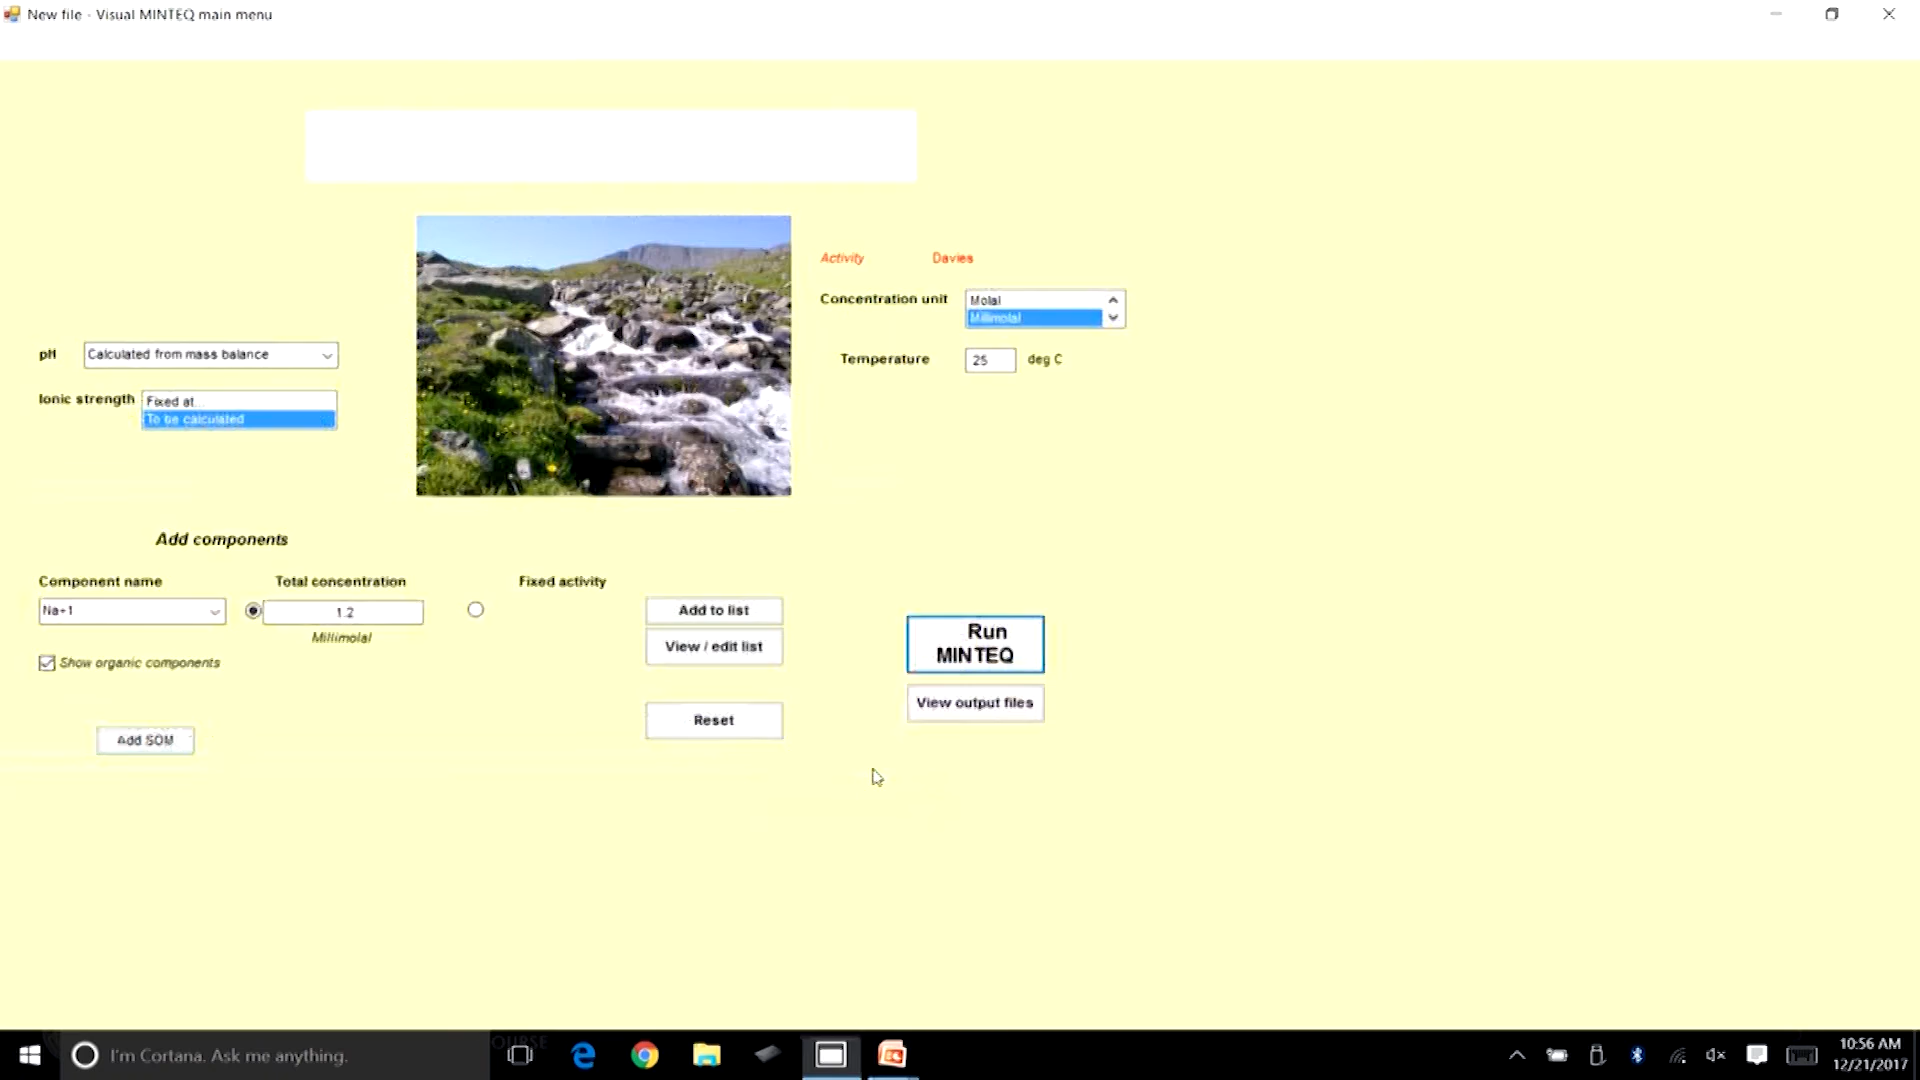 New file - Visual MINTEQ main menu
Activity Davies
Concentration unit Molal
Millimolal
pH Calculated from mass balance
Temperature 25 deg C
Ionic strength Fixed at...
To be calculated
Add components
Component name Total concentration Fixed activity
Na+1 1.2 Add to list
Millimolal
Run
MINTEQ
View / edit list
Show organic components
View output files
Reset
Add SOM
I'm Cortana. Ask me anything.
10:56 AM
12/21/2017